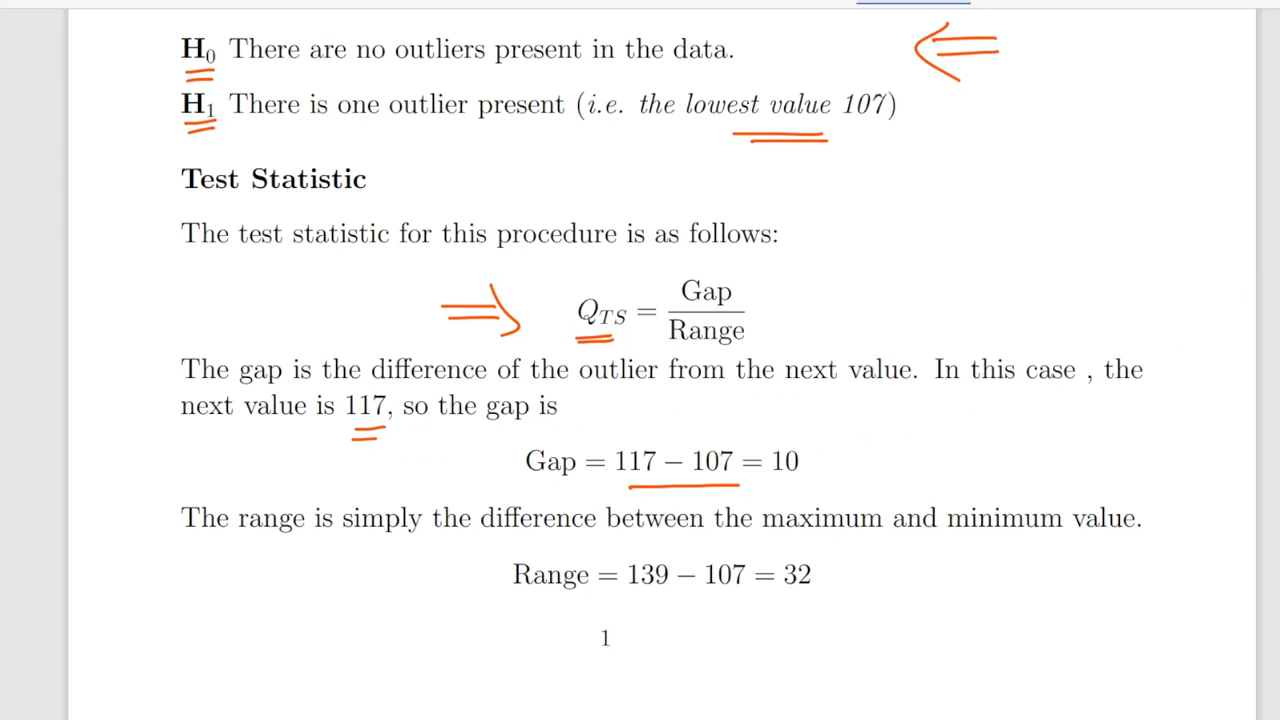 H0 There are no outliers present in the data.
H1 There is one outlier present (i.e. the lowest value 107)
Test Statistic
The test statistic for this procedure is as follows:
QTS = Gap / Range
The gap is the difference of the outlier from the next value. In this case , the
next value is 117, so the gap is
Gap = 117 − 107 = 10
The range is simply the difference between the maximum and minimum value.
Range = 139 − 107 = 32
1